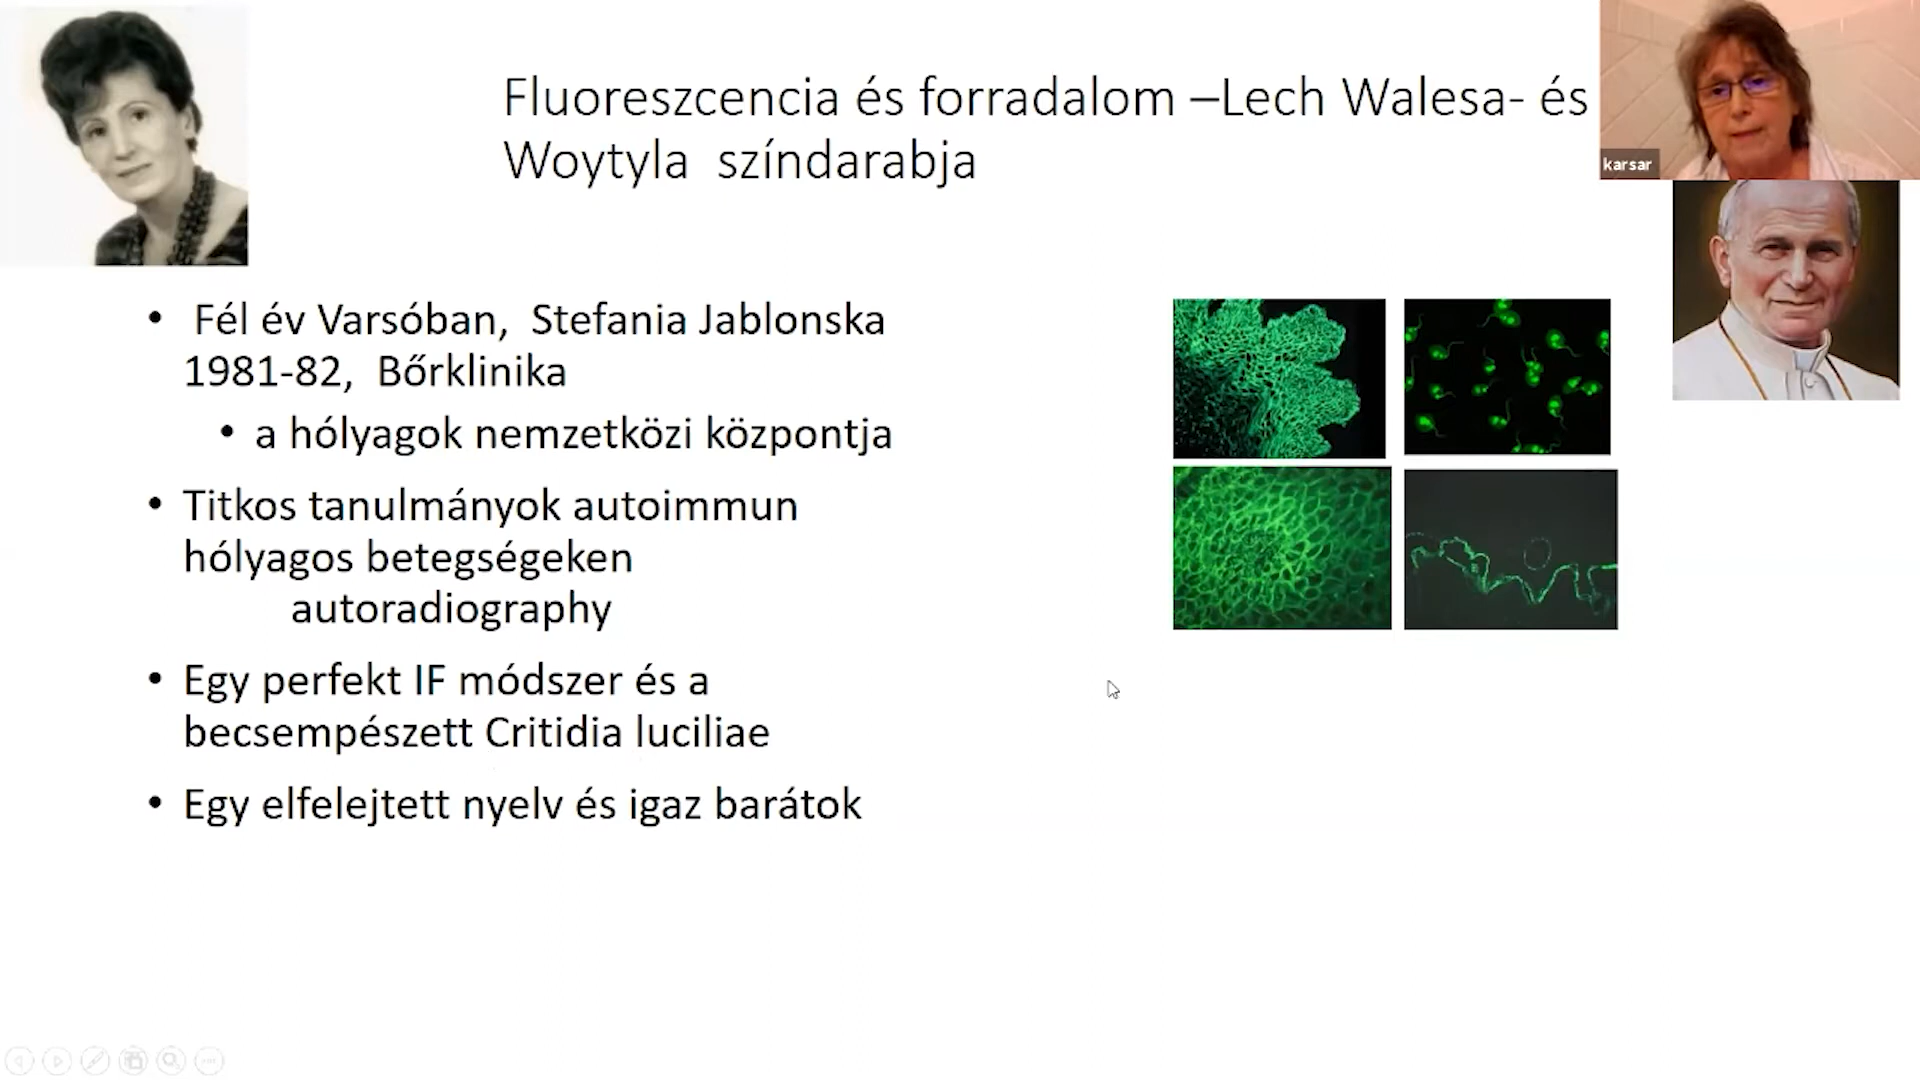 Fluoreszcencia és forradalom –Lech Walesa- és
Woytyla színdarabja
karsar
• Fél év Varsóban, Stefania Jablonska
1981-82, Bőrklinika
• a hólyagok nemzetközi központja
• Titkos tanulmányok autoimmun
hólyagos betegségeken
autoradiography
• Egy perfekt IF módszer és a
becsempészett Critidia luciliae
• Egy elfelejtett nyelv és igaz barátok